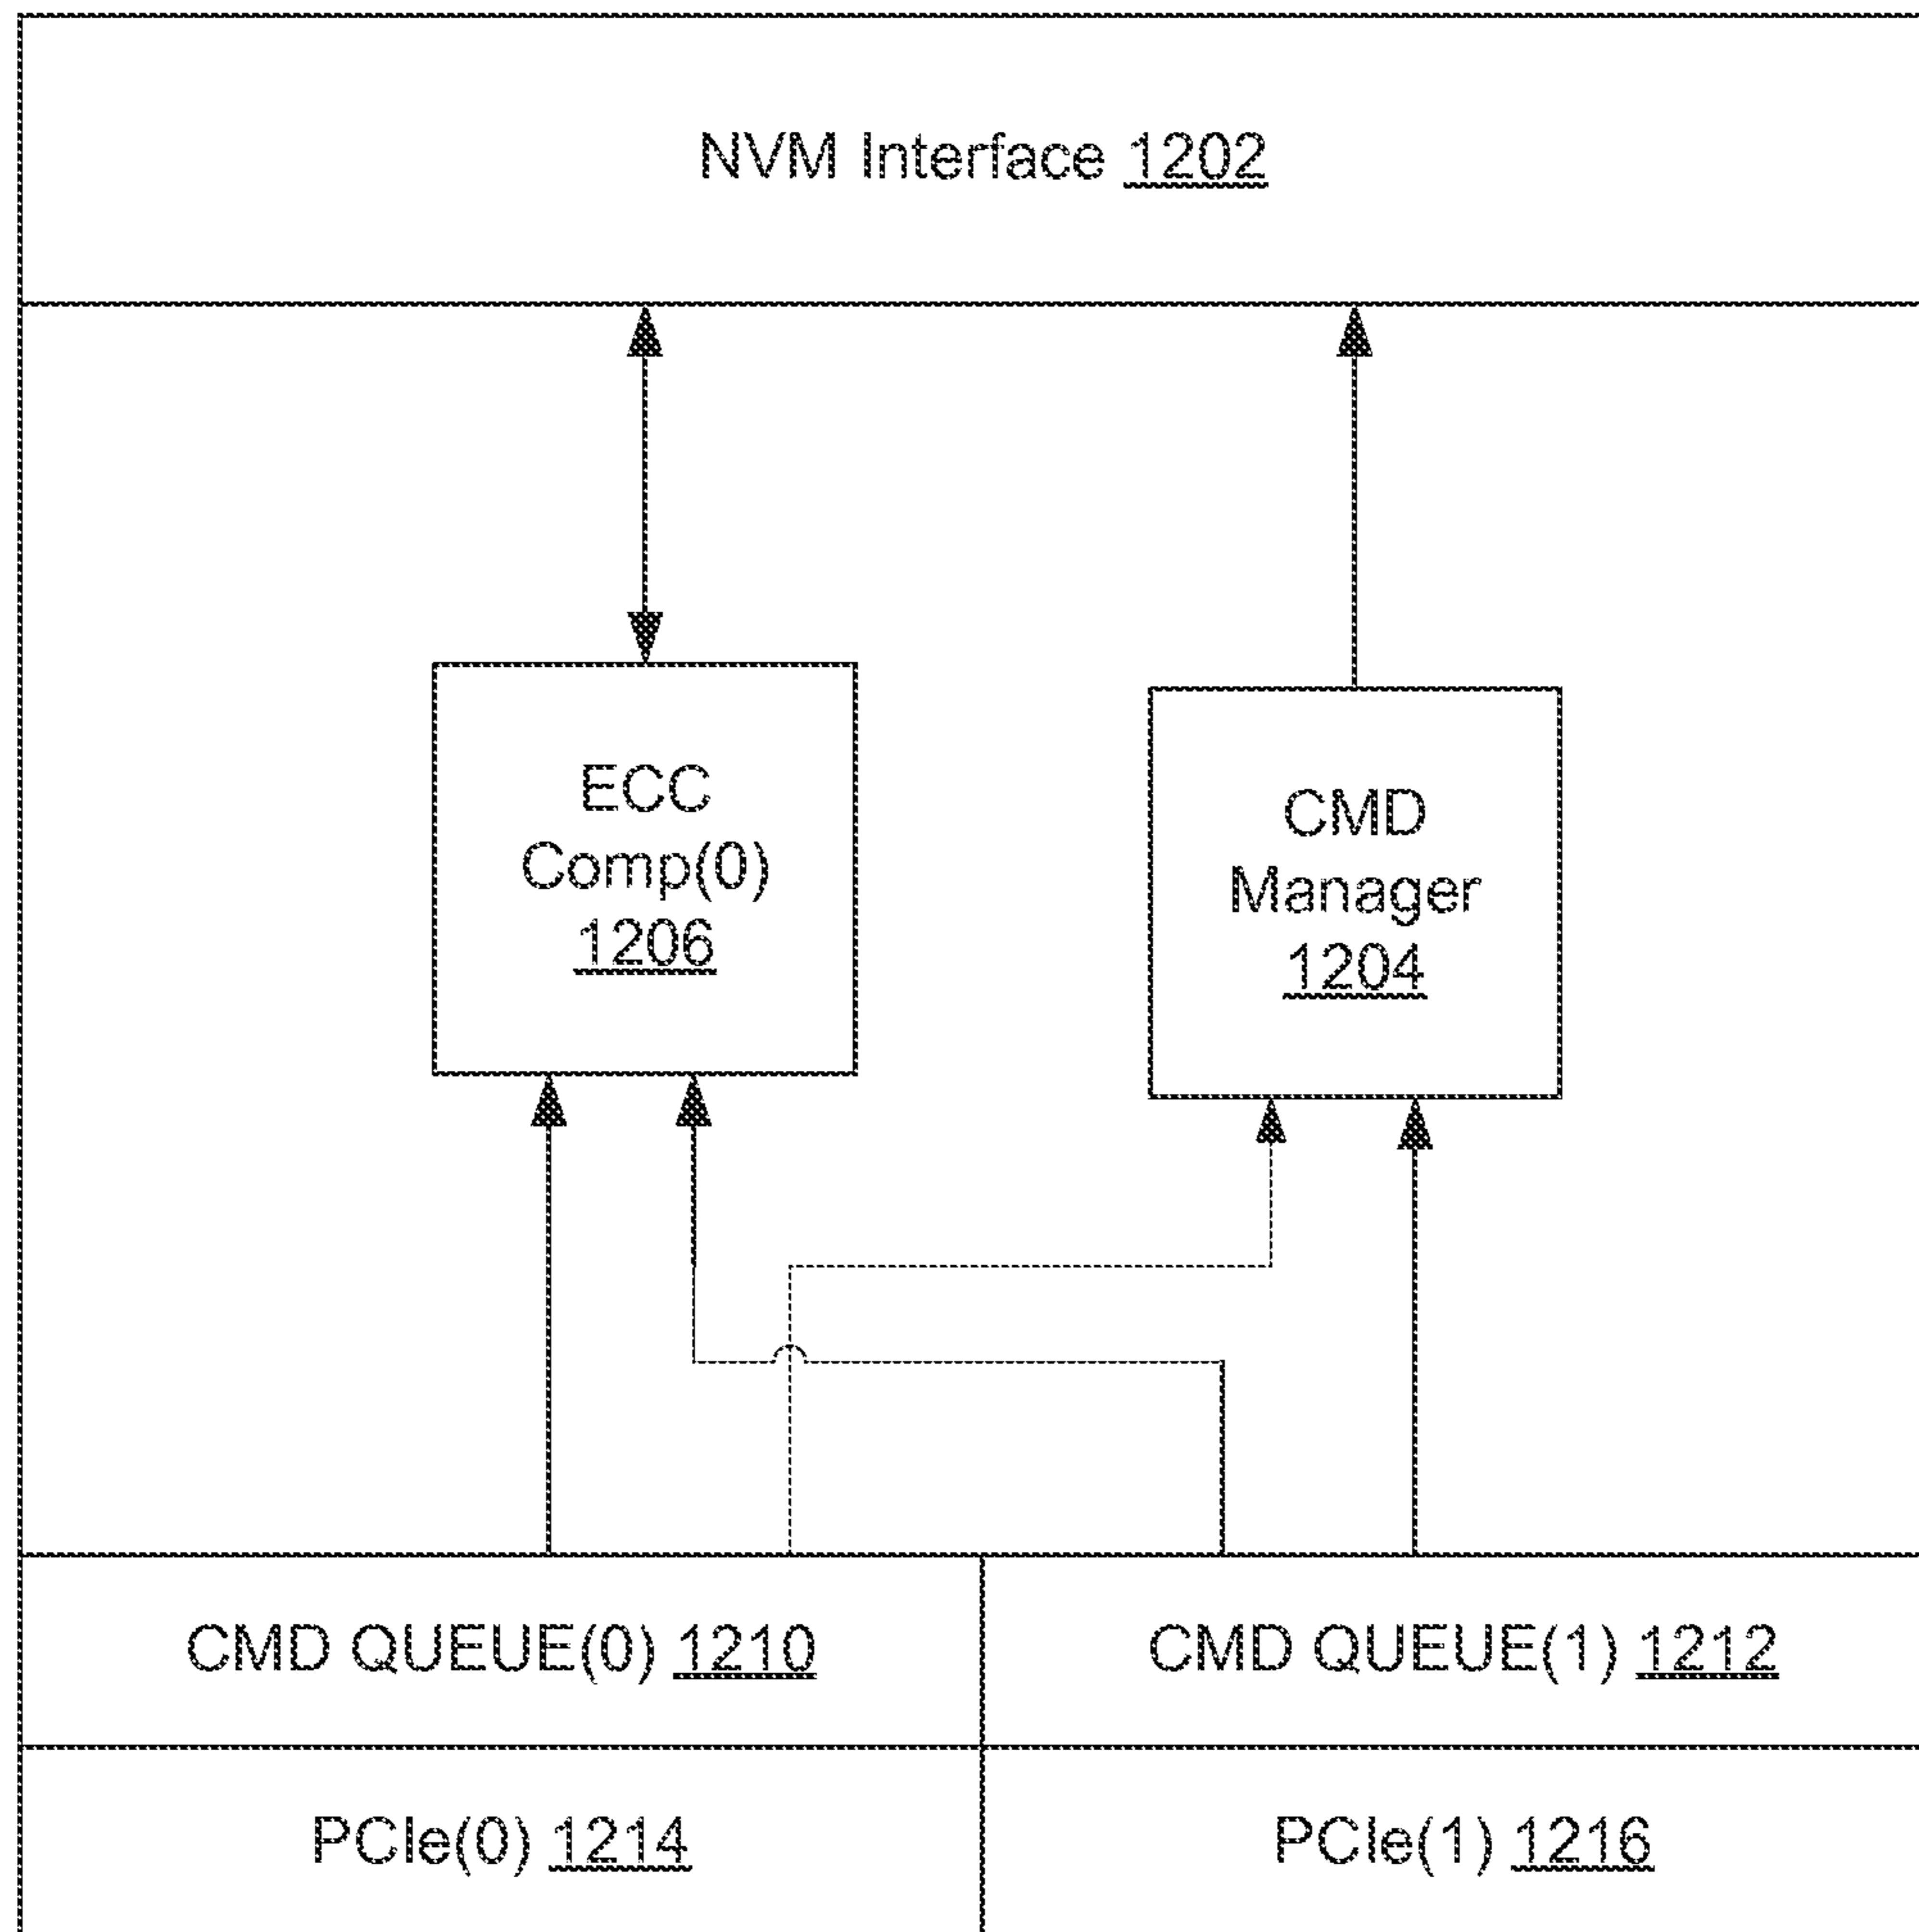 NVM Interface 1202
ECC
Comp(0)
1206
CMD
Manager
1204
CMD QUEUE(0) 1210
CMD QUEUE(1) 1212
PCIe(0) 1214
PCIe(1) 1216